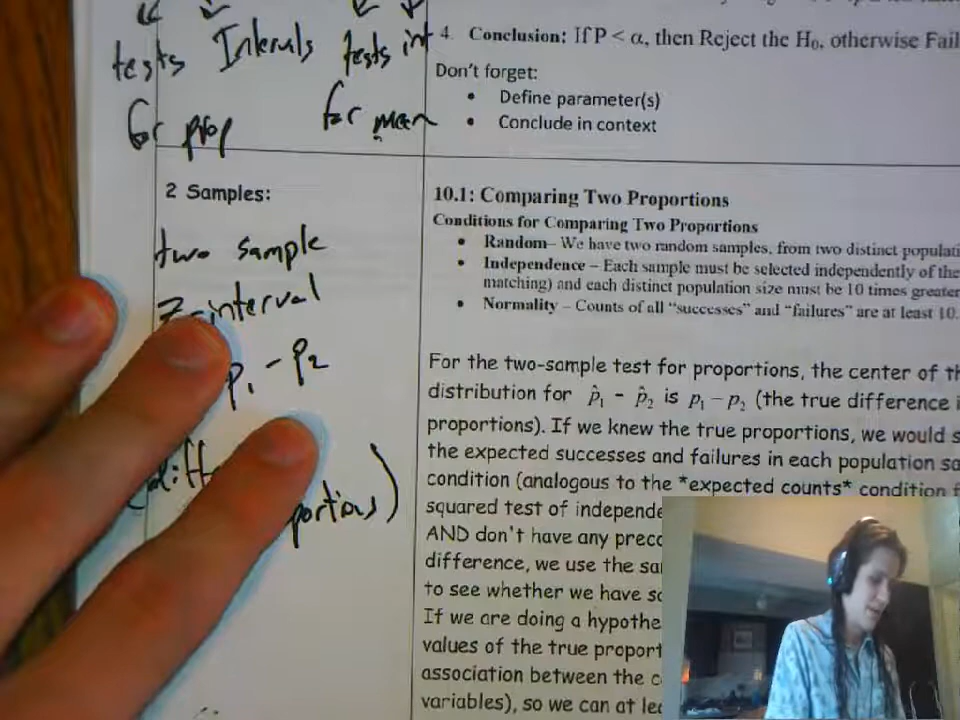 tests Intervals tests int
for prop for mean
4. Conclusion: If P < α, then Reject the H₀, otherwise Fail
Don't forget:
• Define parameter(s)
• Conclude in context
2 Samples:
two sample
Z-interval
p₁ - p₂
10.1: Comparing Two Proportions
Conditions for Comparing Two Proportions
• Random– We have two random samples, from two distinct populati
• Independence – Each sample must be selected independently of the
matching) and each distinct population size must be 10 times greater
• Normality – Counts of all "successes" and "failures" are at least 10.
For the two-sample test for proportions, the center of th
distribution for p̂₁ - p̂₂ is p₁ – p₂ (the true difference i
proportions). If we knew the true proportions, we would s
the expected successes and failures in each population sa
condition (analogous to the *expected counts* condition f
squared test of independe
AND don't have any prec
difference, we use the sa
to see whether we have s
If we are doing a hypothe
values of the true proport
association between the c
variables), so we can at lea